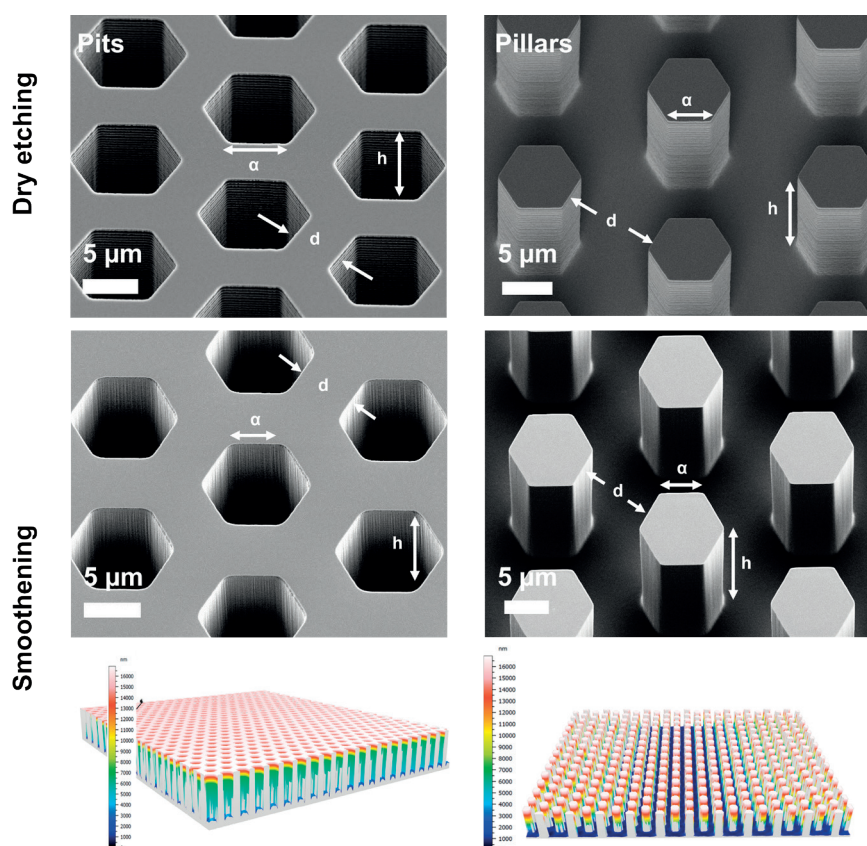 Dry etching
Pits
α
h
d
5 µm
Pillars
α
h
d
5 µm
Smoothening
d
α
h
5 µm
α
d
h
5 µm
nm
16000
15000
14000
13000
12000
11000
10000
9000
8000
7000
6000
5000
4000
3000
2000
1000
nm
16000
15000
14000
13000
12000
11000
10000
9000
8000
7000
6000
5000
4000
3000
2000
1000